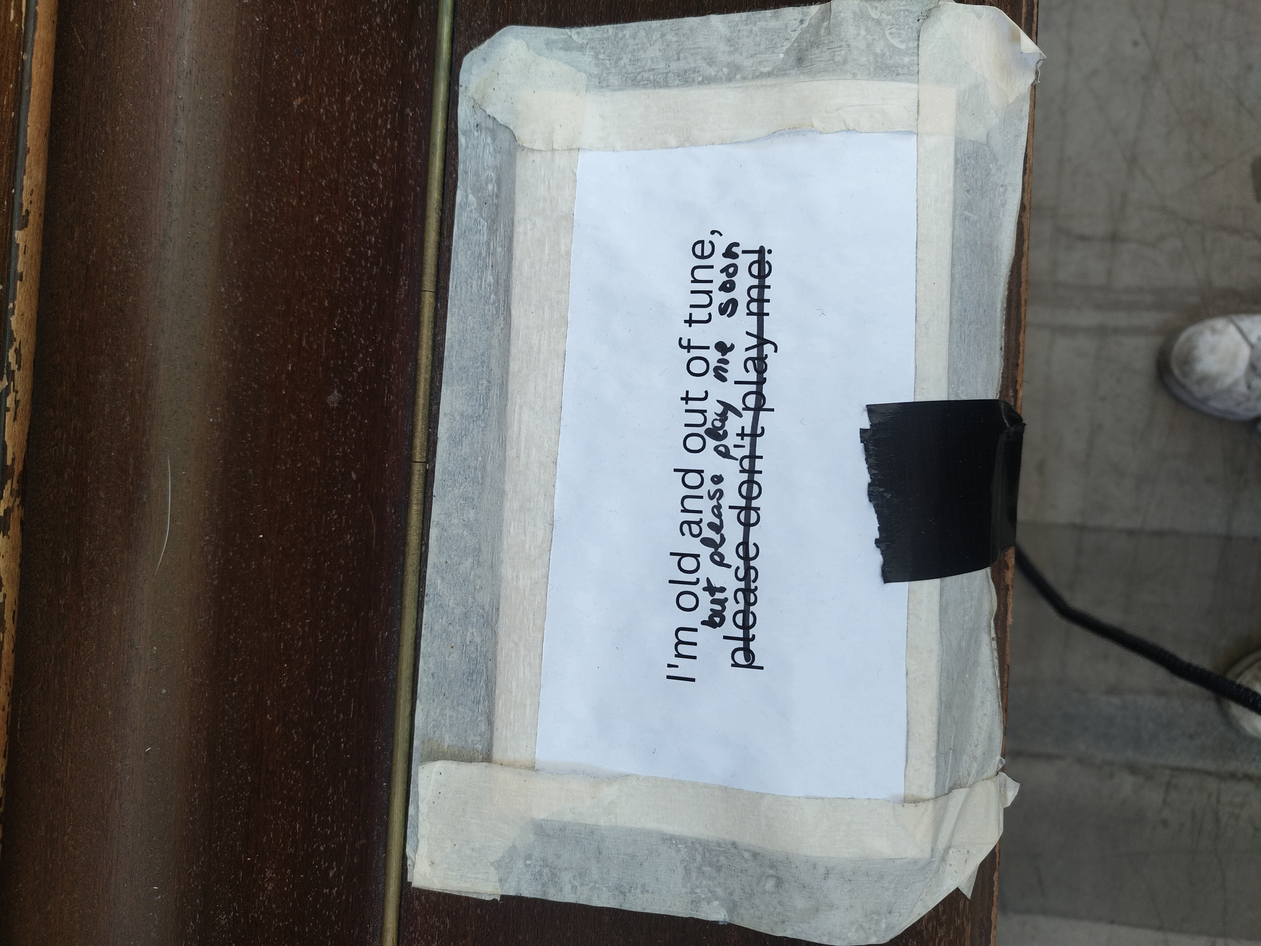 I'm old and out of tune,
but please play me soon
please don't play me!